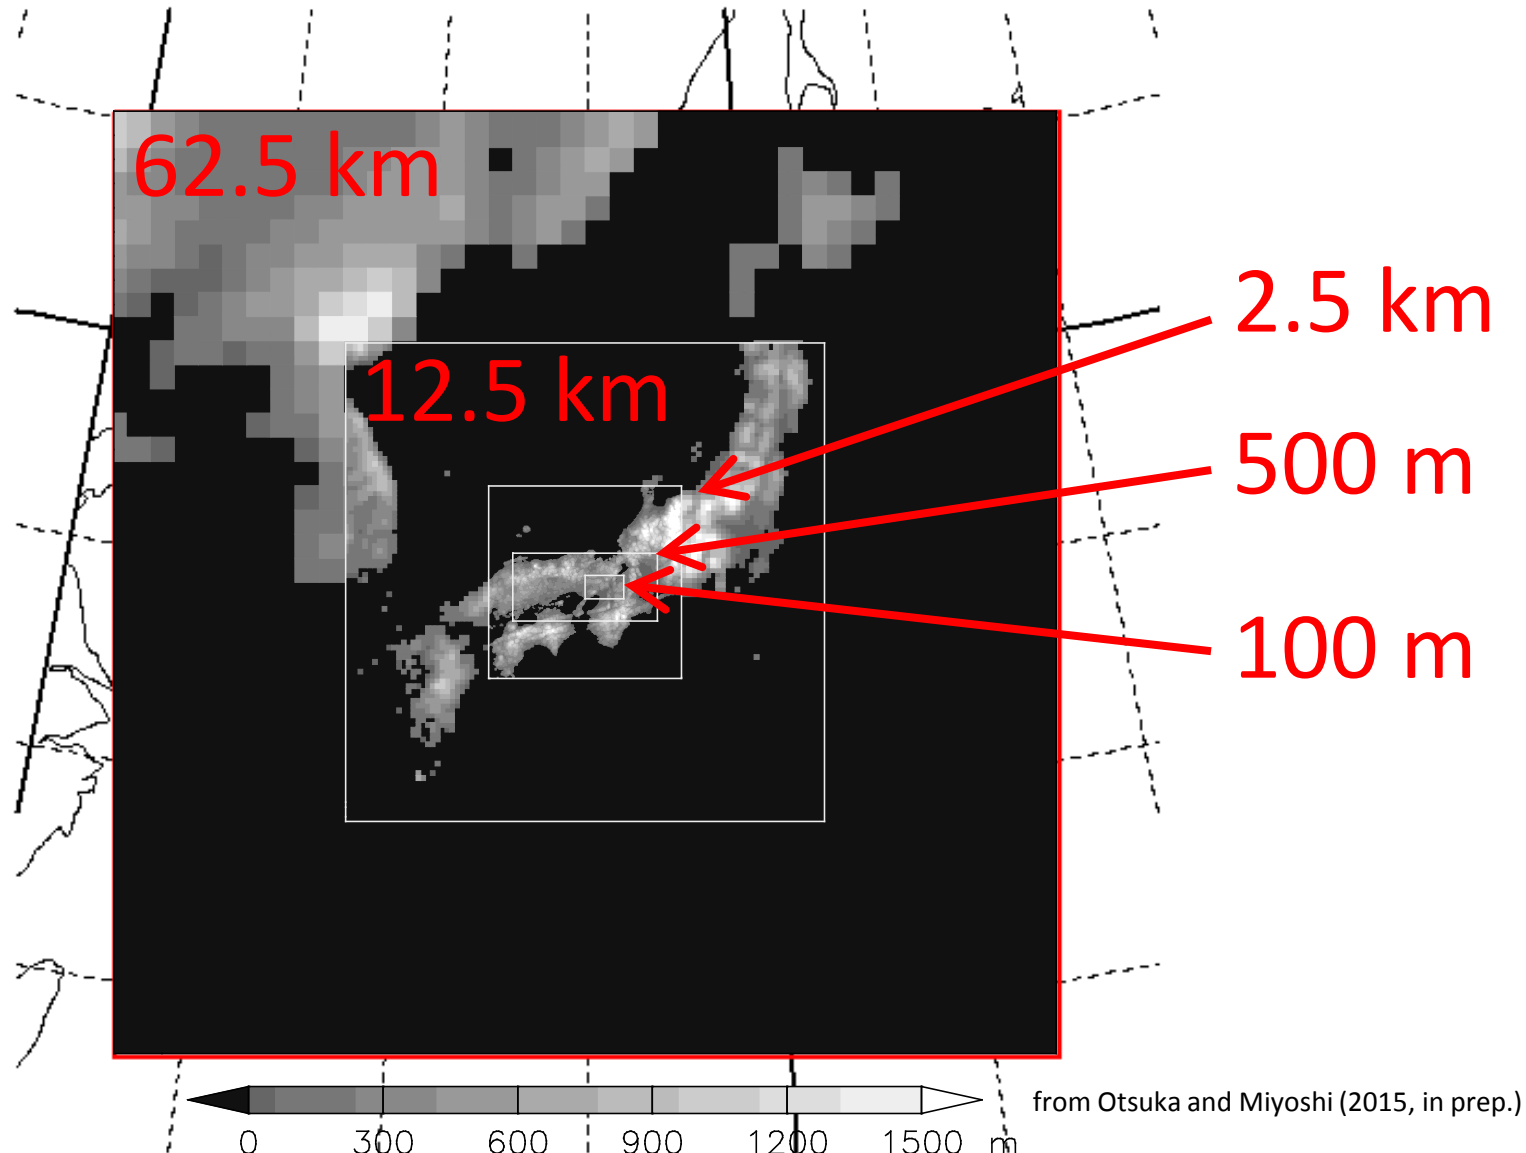 62.5 km
12.5 km
2.5 km
500 m
100 m
from Otsuka and Miyoshi (2015, in prep.)
0 300 600 900 1200 1500 m